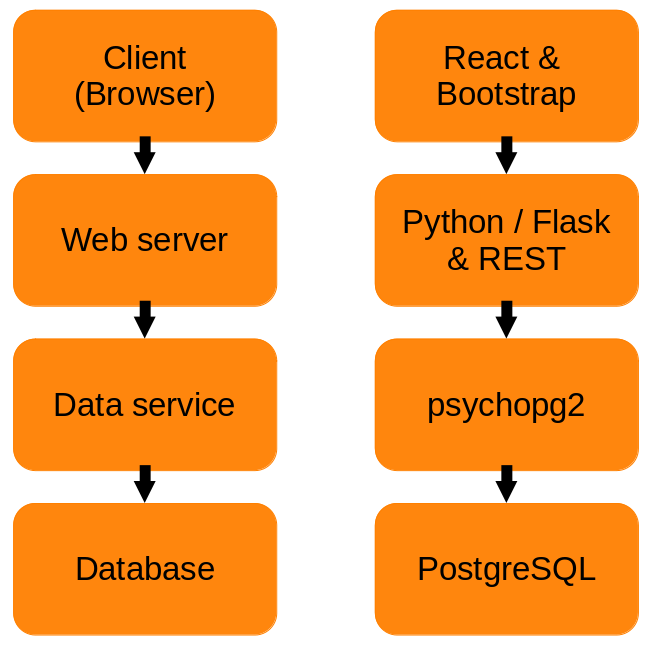 Client
(Browser)
Web server
Data service
Database
React &
Bootstrap
Python / Flask
& REST
psychopg2
PostgreSQL